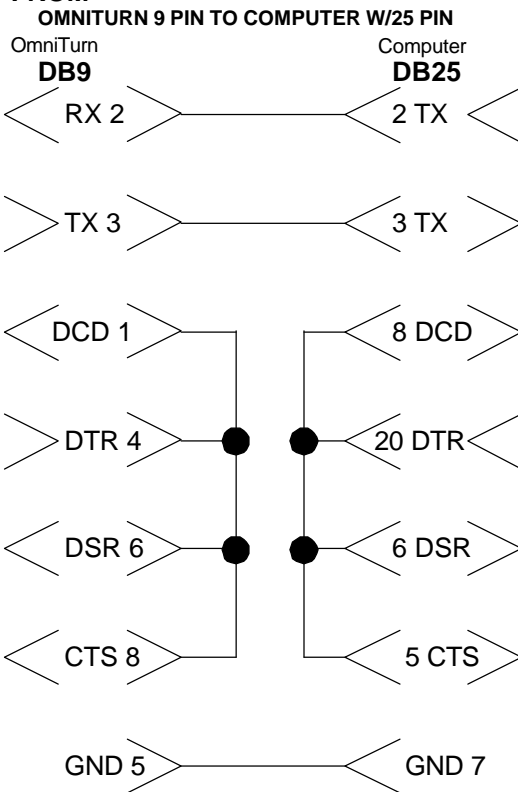 OMNITURN 9 PIN TO COMPUTER W/25 PIN
OmniTurn Computer
DB9 DB25
RX 2 2 TX
TX 3 3 TX
DCD 1 8 DCD
DTR 4 20 DTR
DSR 6 6 DSR
CTS 8 5 CTS
GND 5 GND 7